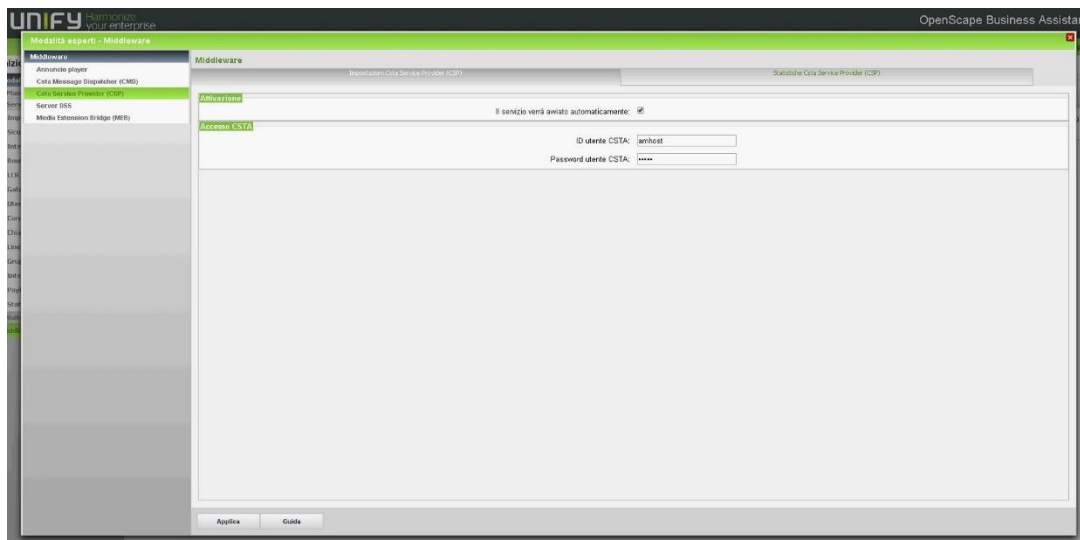 UNIFY Harmonize
your enterprise
OpenScape Business Assista
Modalità esperti - Middleware
Middleware
Annuncio player
Csta Message Dispatcher (CMD)
Csta Service Provider (CSP)
Server DSS
Media Extension Bridge (MEB)
Middleware
Impostazioni Csta Service Provider (CSP)
Statistiche Csta Service Provider (CSP)
Attivazione
Il servizio verrà avviato automaticamente:
Accesso CSTA
ID utente CSTA: amhost
Password utente CSTA: •••••
Applica
Guida